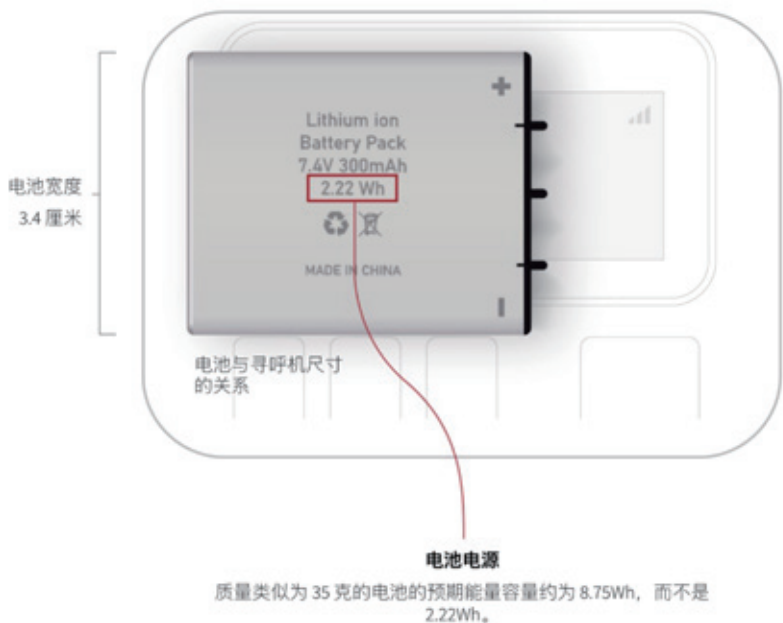 Lithium ion
Battery Pack
7.4V 300mAh
2.22 Wh
MADE IN CHINA
电池宽度
3.4 厘米
电池与寻呼机尺寸
的关系
电池电源
质量类似为 35 克的电池的预期能量容量约为 8.75Wh，而不是
2.22Wh。